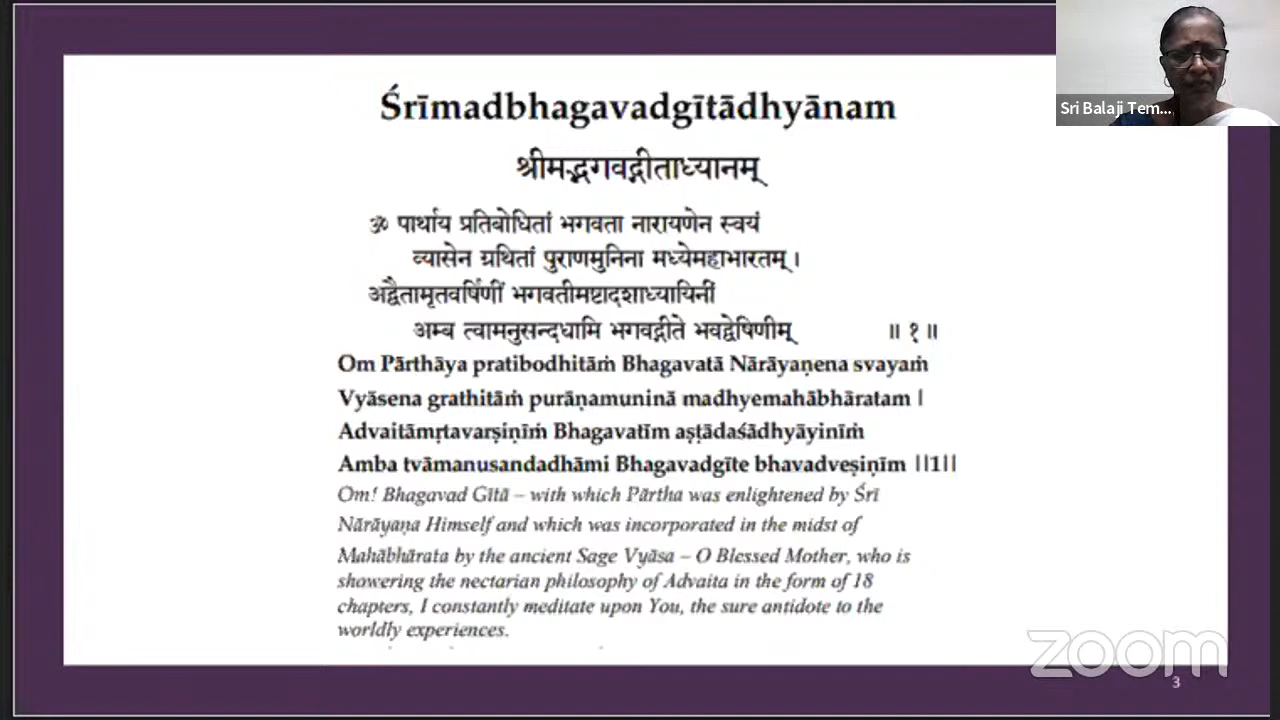 Śrīmadbhagavadgītādhyānam
श्रीमद्भगवद्गीताध्यानम्
ॐ पार्थाय प्रतिबोधितां भगवता नारायणेन स्वयं
व्यासेन ग्रथितां पुराणमुनिना मध्येमहाभारतम् ।
अद्वैतामृतवर्षिणीं भगवतीमष्टादशाध्यायिनीं
अम्ब त्वामनुसन्दधामि भगवद्गीते भवद्वेषिणीम् ॥ १ ॥
Om Pārthāya pratibodhitāṁ Bhagavatā Nārāyaṇena svayaṁ
Vyāsena grathitāṁ purāṇamuninā madhyemahābhāratam |
Advaitāmṛtavarṣiṇīṁ Bhagavatīm aṣṭādaśādhyāyinīṁ
Amba tvāmanusandadhāmi Bhagavadgīte bhavadveṣiṇīm ||1||
Om! Bhagavad Gītā – with which Pārtha was enlightened by Śrī
Nārāyaṇa Himself and which was incorporated in the midst of
Mahābhārata by the ancient Sage Vyāsa – O Blessed Mother, who is
showering the nectarian philosophy of Advaita in the form of 18
chapters, I constantly meditate upon You, the sure antidote to the
worldly experiences.
Sri Balaji Tem...
zoom
3